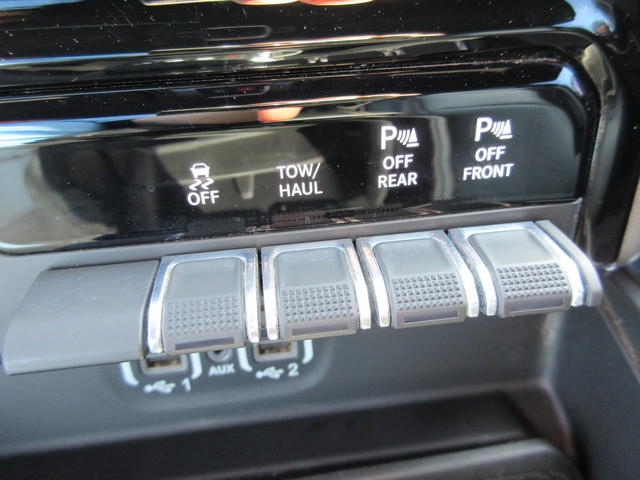 OFF
TOW/
HAUL
P
OFF
REAR
P
OFF
FRONT
1
AUX
2